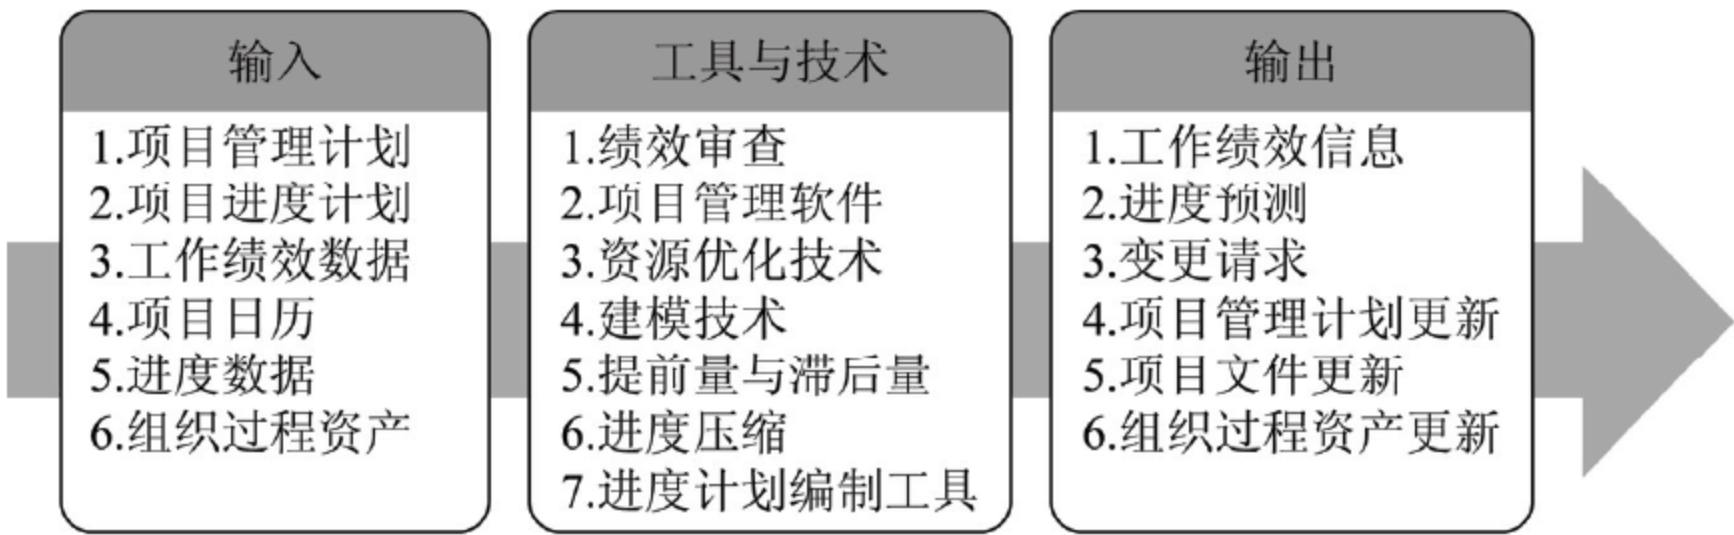 输入
1.项目管理计划
2.项目进度计划
3.工作绩效数据
4.项目日历
5.进度数据
6.组织过程资产
工具与技术
1.绩效审查
2.项目管理软件
3.资源优化技术
4.建模技术
5.提前量与滞后量
6.进度压缩
7.进度计划编制工具
输出
1.工作绩效信息
2.进度预测
3.变更请求
4.项目管理计划更新
5.项目文件更新
6.组织过程资产更新